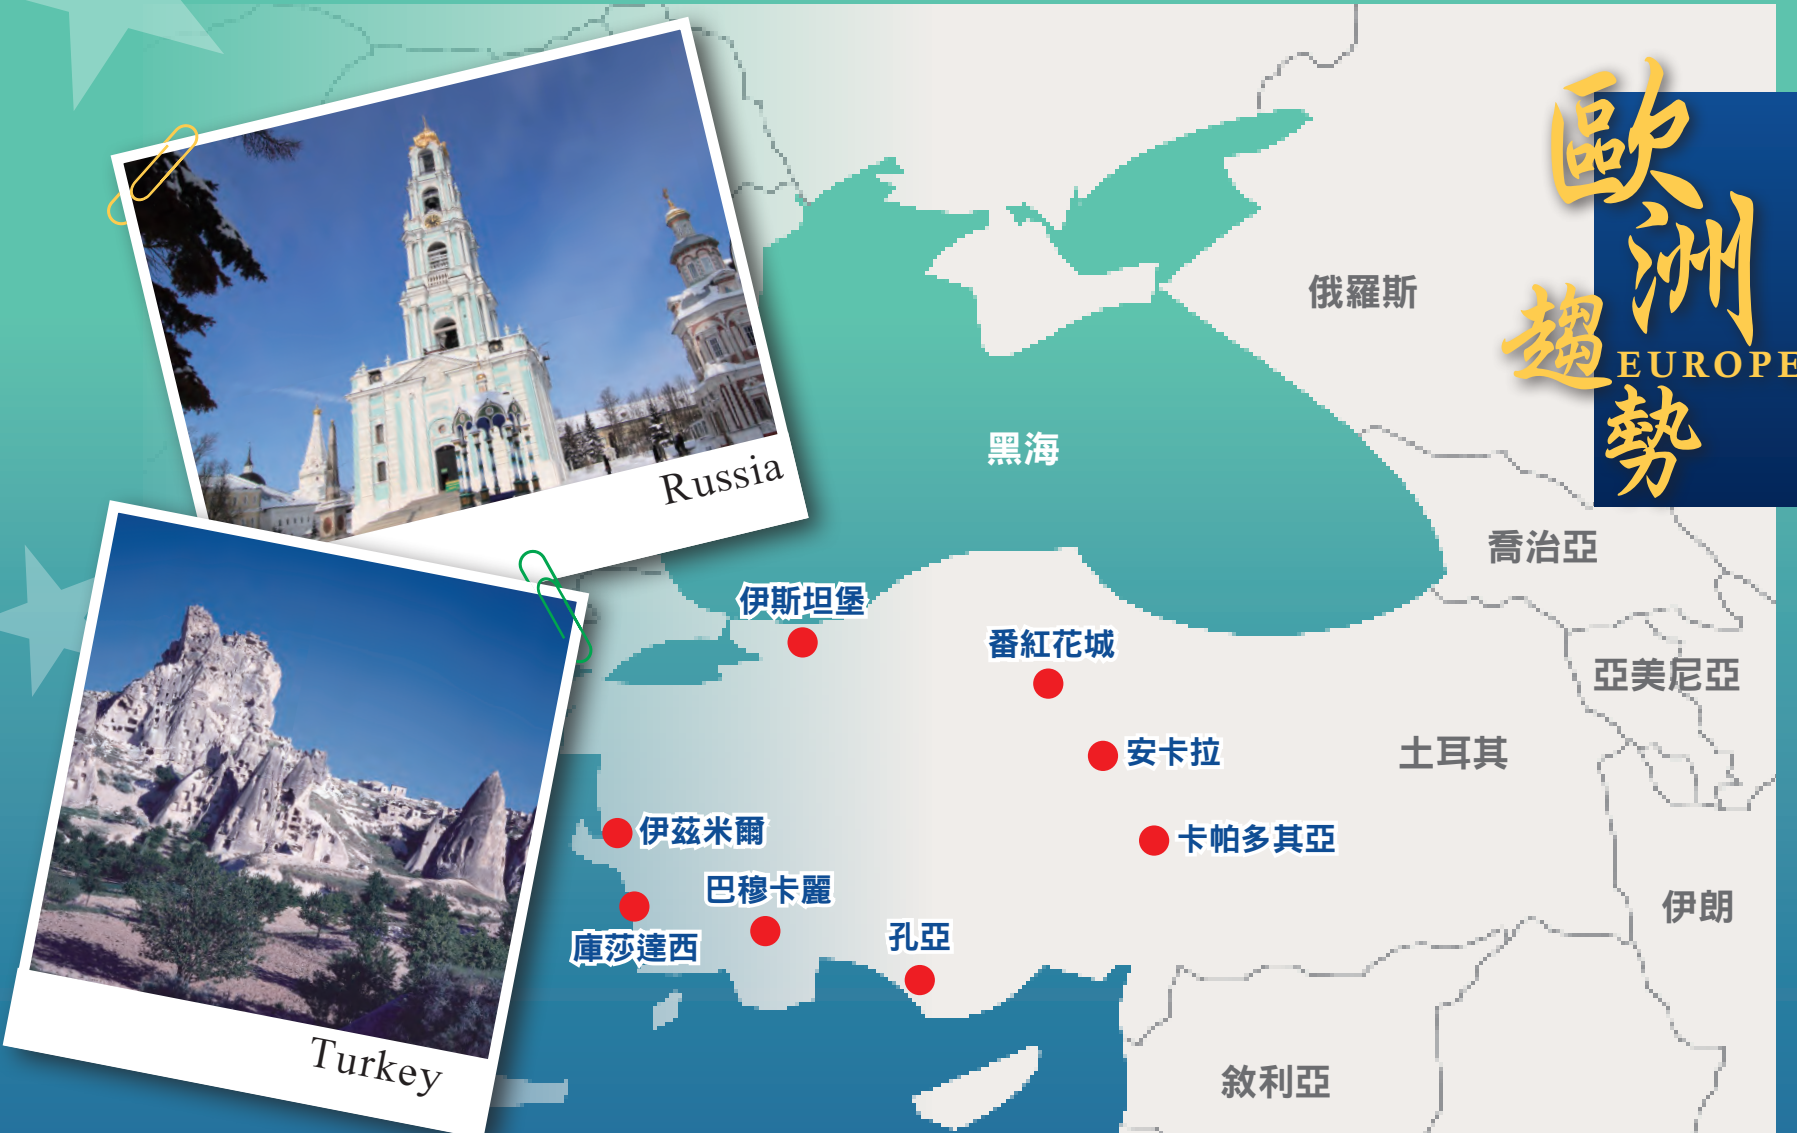 歐洲
趨勢
EUROPE
Russia
Turkey
俄羅斯
黑海
喬治亞
伊斯坦堡
番紅花城
亞美尼亞
安卡拉
土耳其
伊茲米爾
卡帕多其亞
巴穆卡麗
伊朗
庫莎達西
孔亞
敘利亞